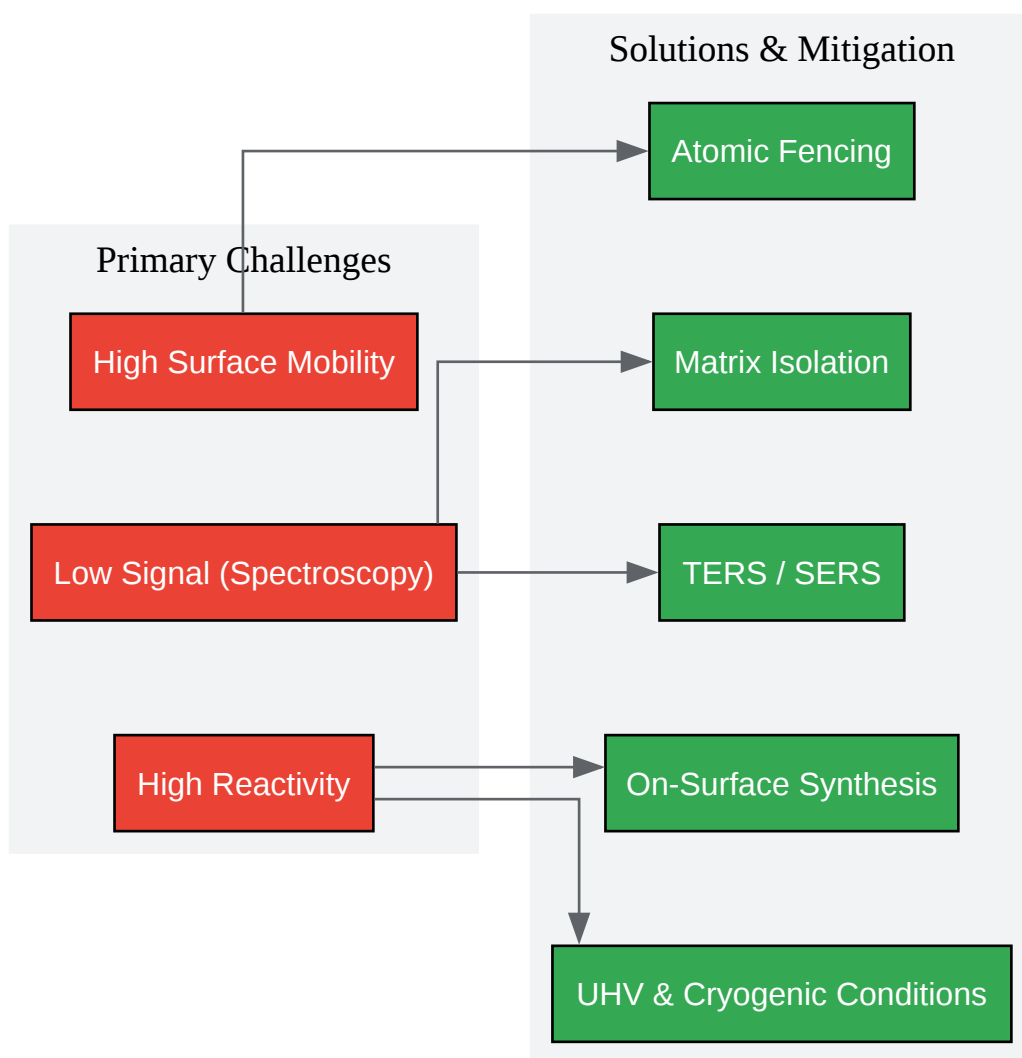 Solutions & Mitigation
Atomic Fencing
Primary Challenges
High Surface Mobility
Matrix Isolation
Low Signal (Spectroscopy)
TERS / SERS
High Reactivity
On-Surface Synthesis
UHV & Cryogenic Conditions